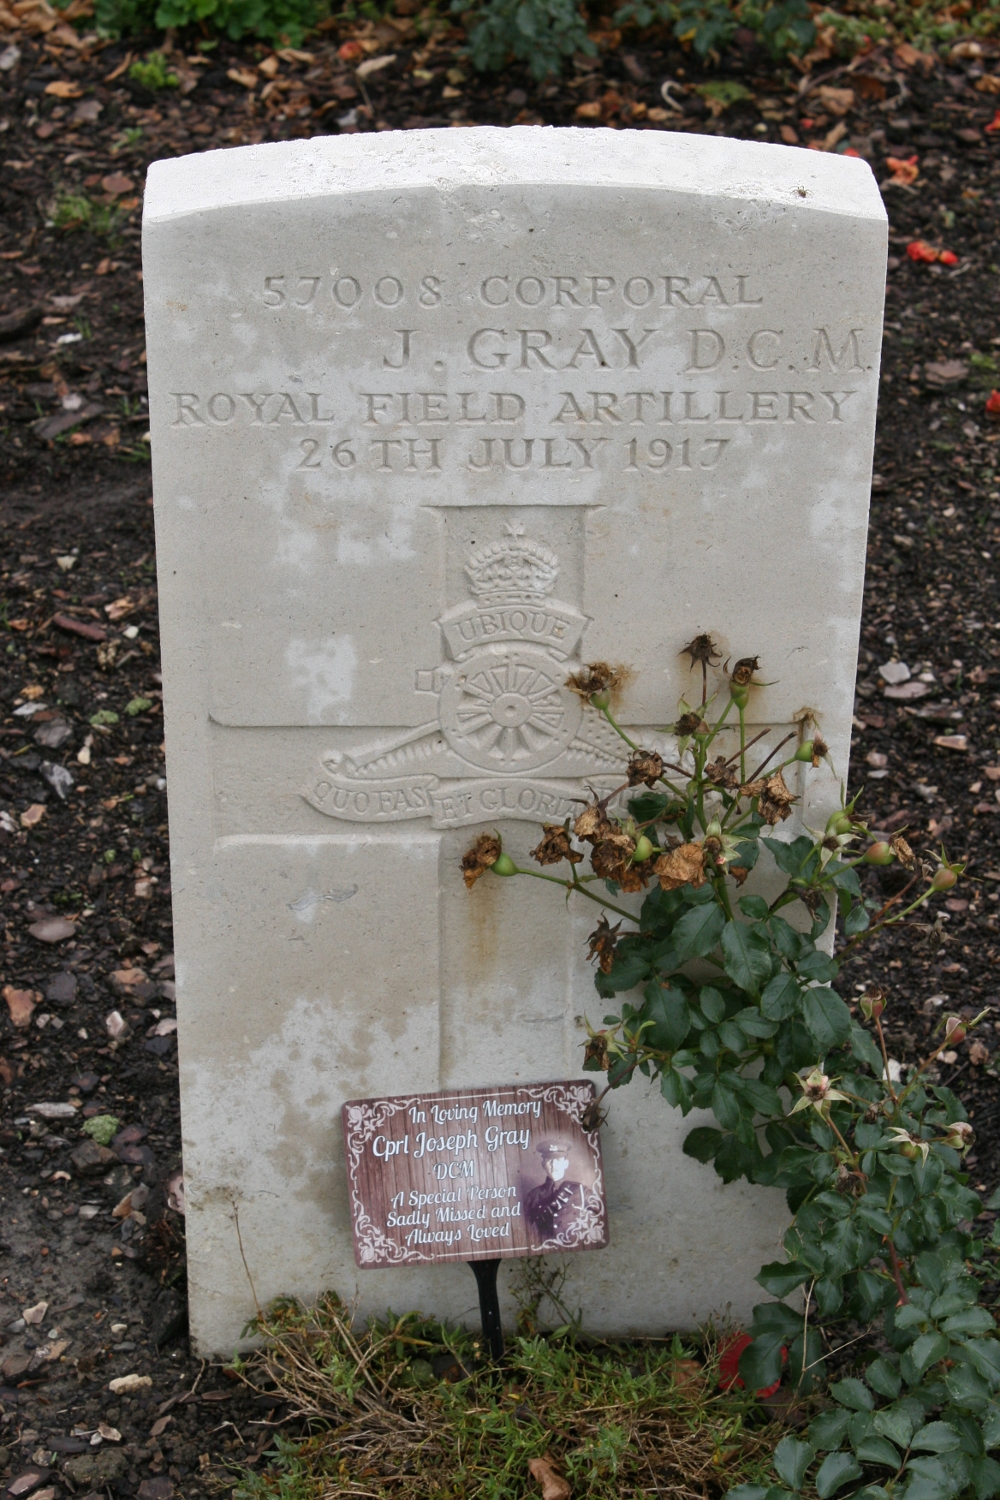 57008 CORPORAL
J. GRAY D.C.M.
ROYAL FIELD ARTILLERY
26TH JULY 1917
UBIQUE
QUO FAS ET GLORIA
In Loving Memory
Cprl Joseph Gray
DCM
A Special Person
Sadly Missed and
Always Loved